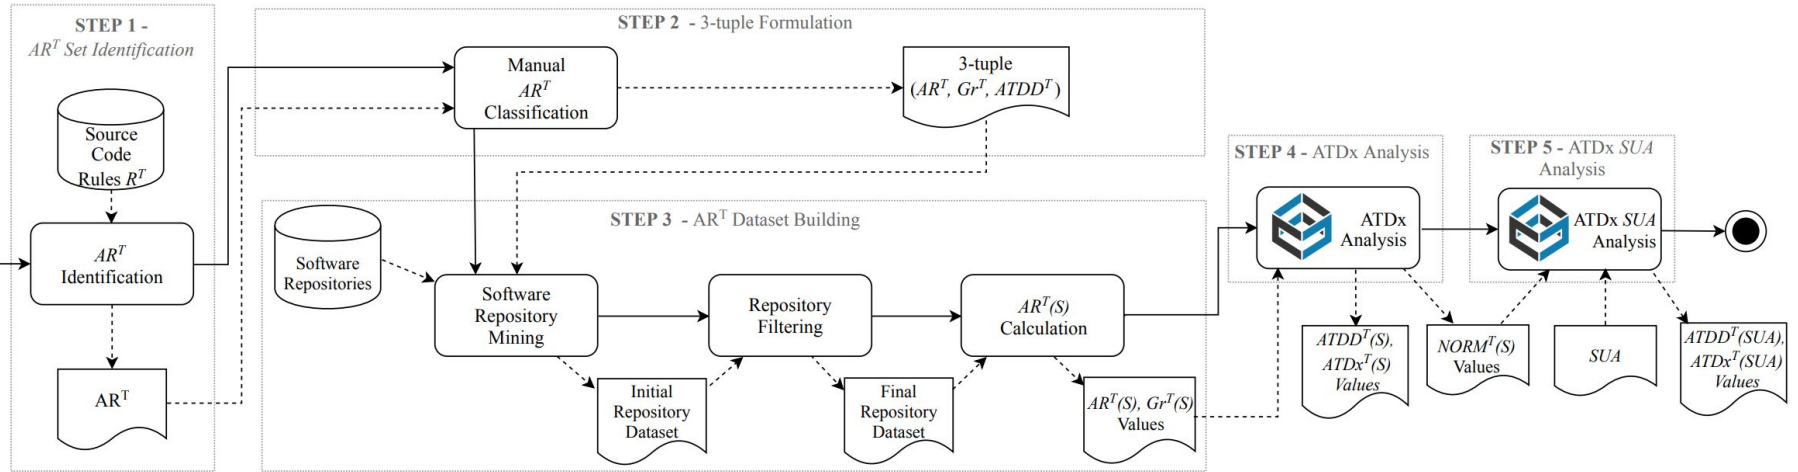 STEP 1 -
AR^T Set Identification
Source
Code
Rules R^T
AR^T
Identification
AR^T
STEP 2 - 3-tuple Formulation
Manual
AR^T
Classification
3-tuple
(AR^T, Gr^T, ATDD^T)
STEP 3 - AR^T Dataset Building
Software
Repositories
Software
Repository
Mining
Initial
Repository
Dataset
Repository
Filtering
Final
Repository
Dataset
AR^T(S)
Calculation
AR^T(S), Gr^T(S)
Values
STEP 4 - ATDx Analysis
ATDx
Analysis
ATDD^T(S),
ATDx^T(S)
Values
NORM^T(S)
Values
STEP 5 - ATDx SUA
Analysis
ATDx SUA
Analysis
SUA
ATDD^T(SUA),
ATDx^T(SUA)
Values